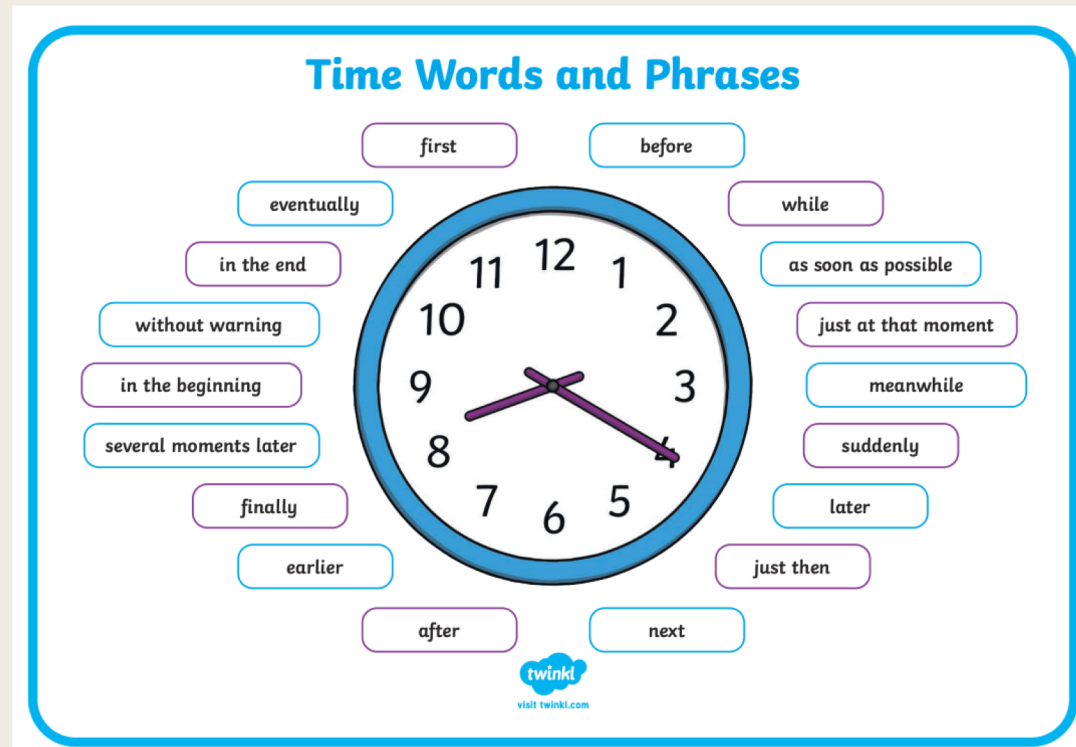 Time Words and Phrases
first
before
eventually
while
in the end
as soon as possible
without warning
just at that moment
in the beginning
meanwhile
several moments later
suddenly
finally
later
earlier
just then
after
next
12
11
1
10
2
9
3
8
4
7
5
6
twinkl
visit twinkl.com